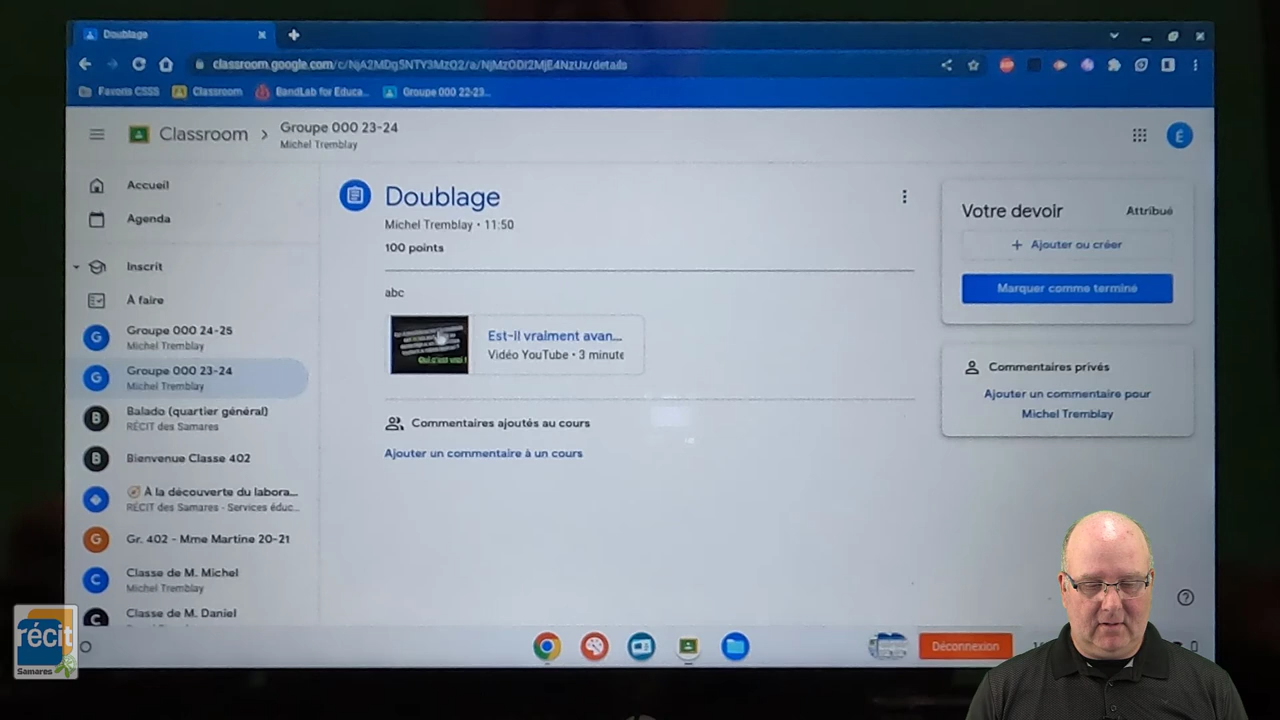 Doublage
classroom.google.com/c/NjA2MDg5NTY3MzQ2/a/NjMzODI2MjE4NzUx/details
Favoris CSSS
Classroom
BandLab for Educa...
Groupe 000 22-23...
Classroom
Groupe 000 23-24
Michel Tremblay
É
Accueil
Agenda
Inscrit
À faire
G
Groupe 000 24-25
Michel Tremblay
G
Groupe 000 23-24
Michel Tremblay
B
Balado (quartier général)
RÉCIT des Samares
B
Bienvenue Classe 402
À la découverte du labora...
RÉCIT des Samares - Services éduc...
G
Gr. 402 - Mme Martine 20-21
C
Classe de M. Michel
Michel Tremblay
C
Classe de M. Daniel
Doublage
Michel Tremblay • 11:50
100 points
abc
Qui c'est vrai !
Est-il vraiment avan...
Vidéo YouTube • 3 minute
Commentaires ajoutés au cours
Ajouter un commentaire à un cours
Votre devoir
Attribué
+ Ajouter ou créer
Marquer comme terminé
Commentaires privés
Ajouter un commentaire pour
Michel Tremblay
Déconnexion
récit
Samares